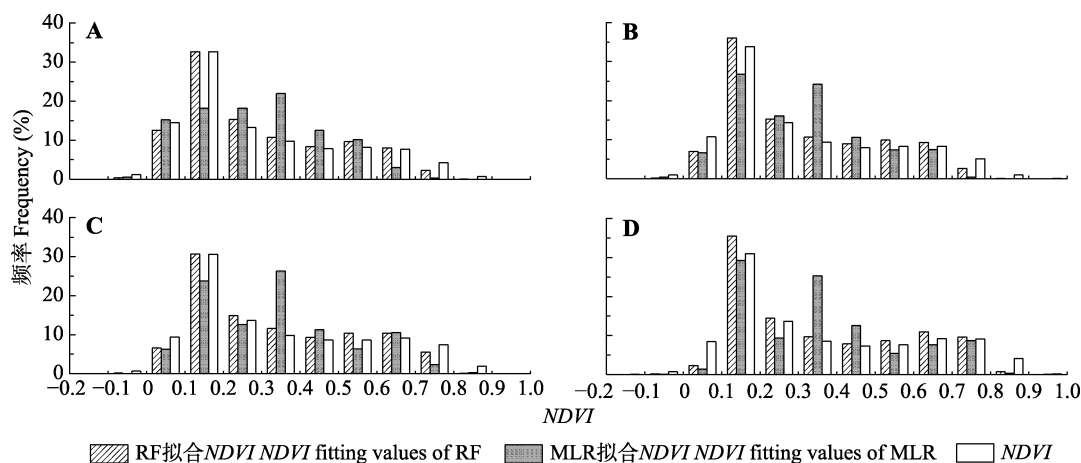 A
B
40
30
20
10
0
C
D
40
30
20
10
0
频率 Frequency (%)
−0.2 −0.1 0 0.1 0.2 0.3 0.4 0.5 0.6 0.7 0.8 0.9 1.0
−0.2 −0.1 0 0.1 0.2 0.3 0.4 0.5 0.6 0.7 0.8 0.9 1.0
NDVI
RF拟合NDVI NDVI fitting values of RF
MLR拟合NDVI NDVI fitting values of MLR
NDVI